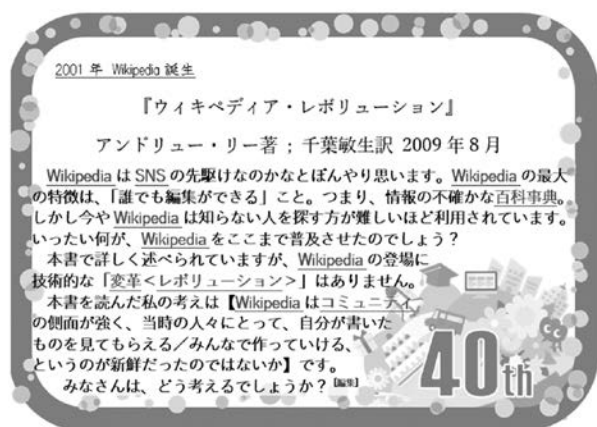 2001 年 Wikipedia 誕生
『ウィキペディア・レボリューション』
アンドリュー・リー著 ; 千葉敏生訳 2009 年 8 月
Wikipedia は SNS の先駆けなのかなとぼんやり思います。Wikipedia の最大
の特徴は、「誰でも編集ができる」こと。つまり、情報の不確かな百科事典。
しかし今や Wikipedia は知らない人を探す方が難しいほど利用されています。
いったい何が、Wikipedia をここまで普及させたのでしょう？
本書で詳しく述べられていますが、Wikipedia の登場に
技術的な「変革＜レボリューション＞」はありません。
本書を読んだ私の考えは【Wikipedia はコミュニティ
の側面が強く、当時の人々にとって、自分が書いた
ものを見てもらえる／みんなで作っていける、
というのが新鮮だったのではないか】です。
みなさんは、どう考えるでしょうか？[編集]
40th